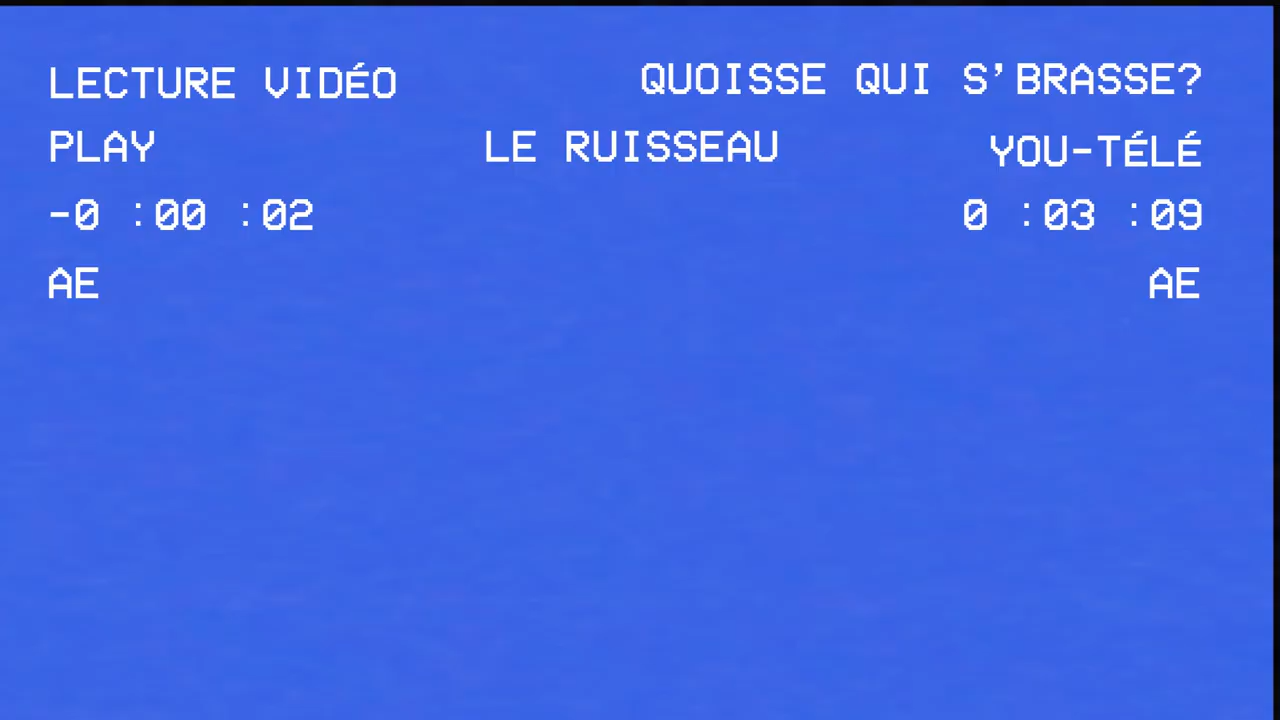 LECTURE VIDÉO
QUOISSE QUI S'BRASSE?
PLAY
LE RUISSEAU
YOU-TÉLÉ
-0 :00 :02
0 :03 :09
AE
AE